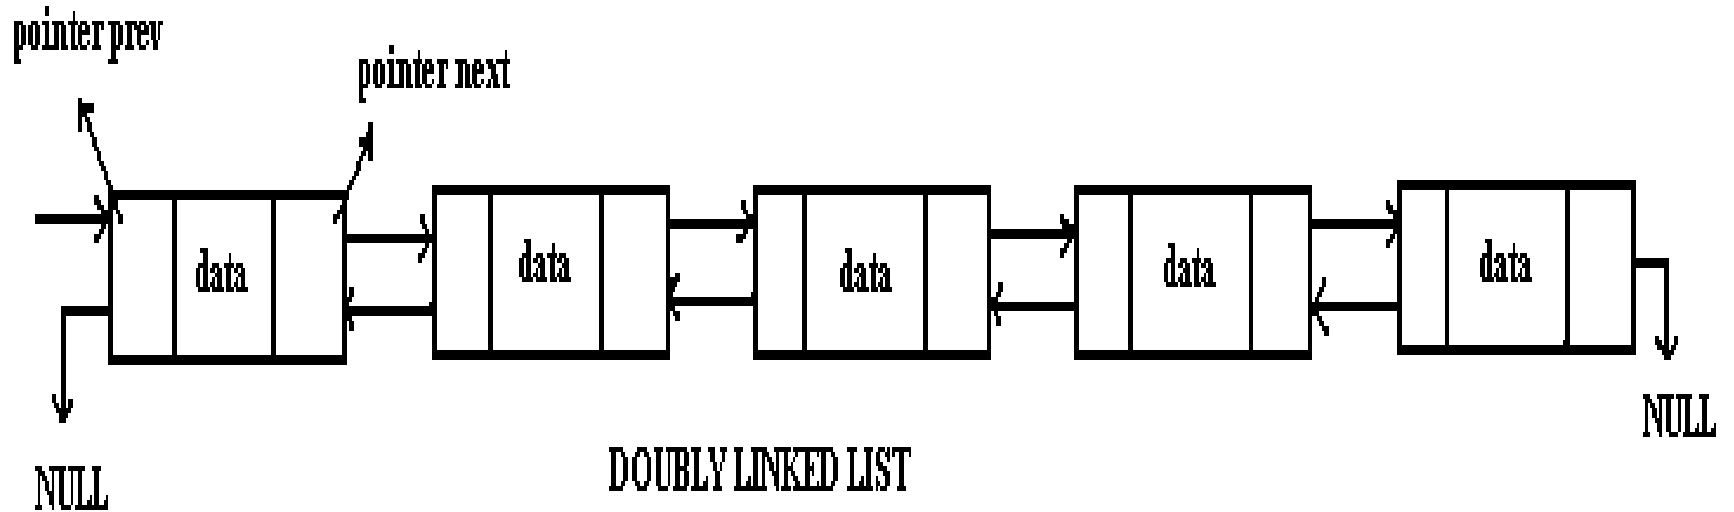 pointer prev
pointer next
data
data
data
data
data
NULL
NULL
DOUBLY LINKED LIST